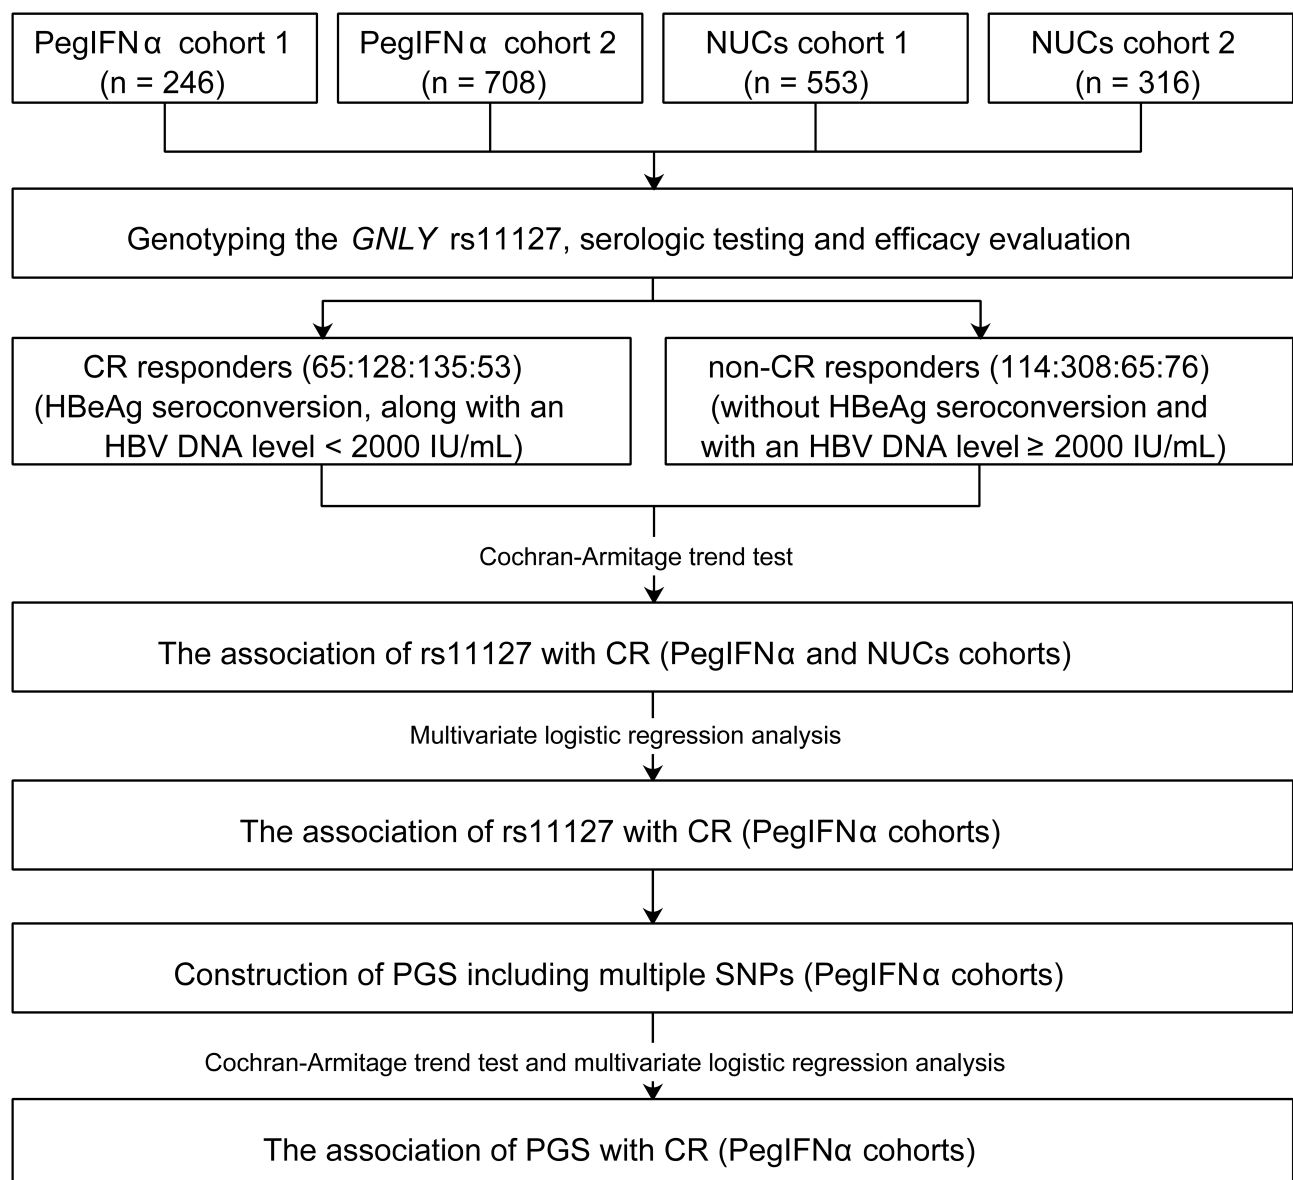 PegIFNα cohort 1
(n = 246)
PegIFNα cohort 2
(n = 708)
NUCs cohort 1
(n = 553)
NUCs cohort 2
(n = 316)
Genotyping the GNLY rs11127, serologic testing and efficacy evaluation
CR responders (65:128:135:53)
(HBeAg seroconversion, along with an
HBV DNA level < 2000 IU/mL)
non-CR responders (114:308:65:76)
(without HBeAg seroconversion and
with an HBV DNA level ≥ 2000 IU/mL)
Cochran-Armitage trend test
The association of rs11127 with CR (PegIFNα and NUCs cohorts)
Multivariate logistic regression analysis
The association of rs11127 with CR (PegIFNα cohorts)
Construction of PGS including multiple SNPs (PegIFNα cohorts)
Cochran-Armitage trend test and multivariate logistic regression analysis
The association of PGS with CR (PegIFNα cohorts)